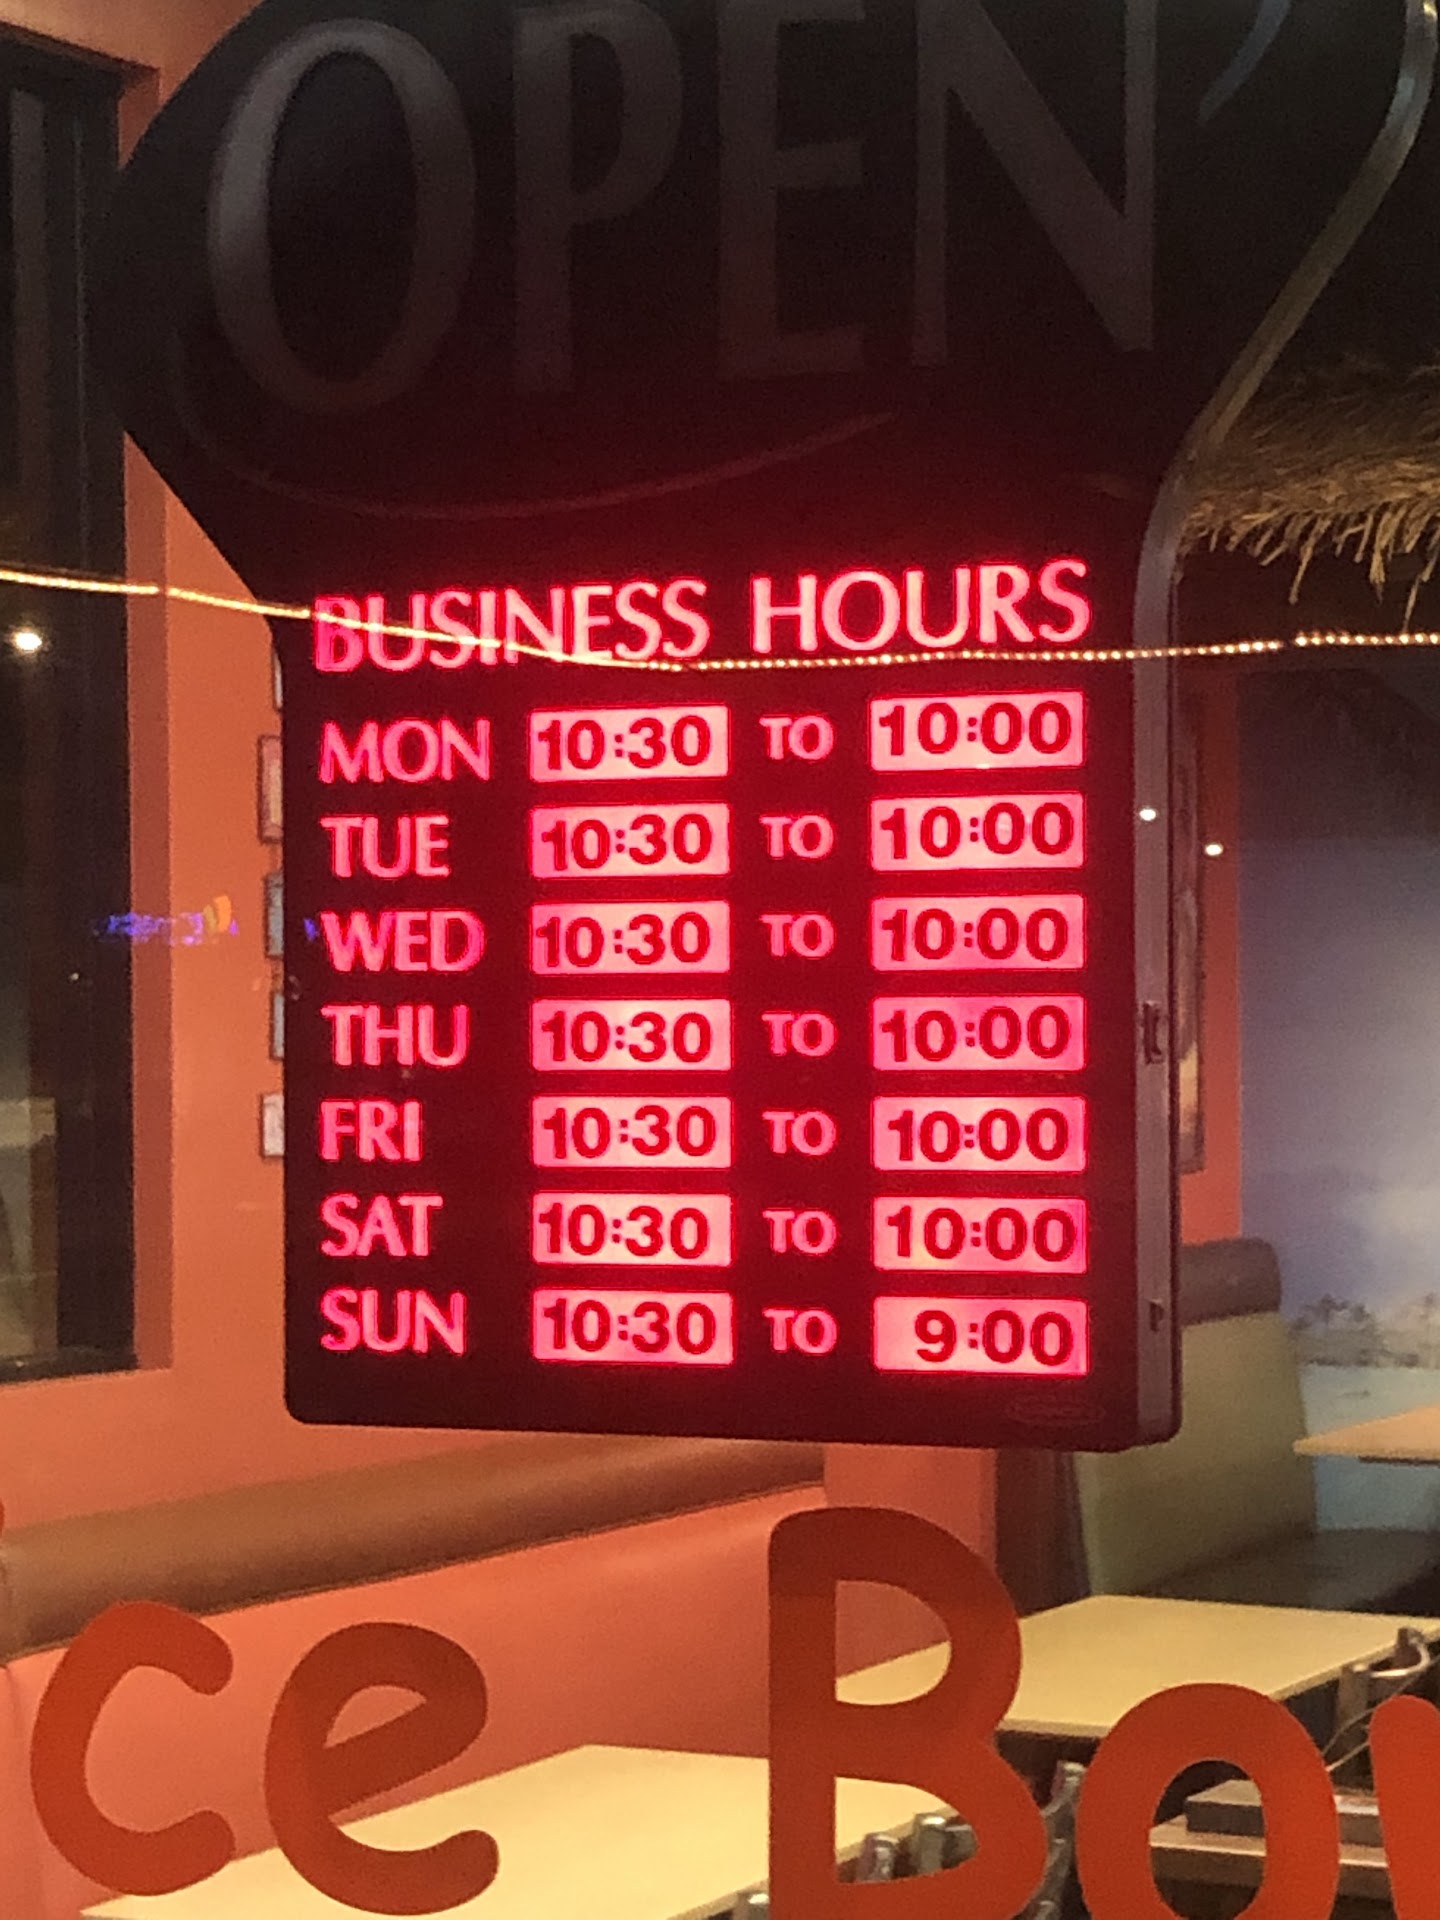 OPEN
BUSINESS HOURS
MON 10:30 TO 10:00
TUE 10:30 TO 10:00
WED 10:30 TO 10:00
THU 10:30 TO 10:00
FRI 10:30 TO 10:00
SAT 10:30 TO 10:00
SUN 10:30 TO 9:00
ce Bow